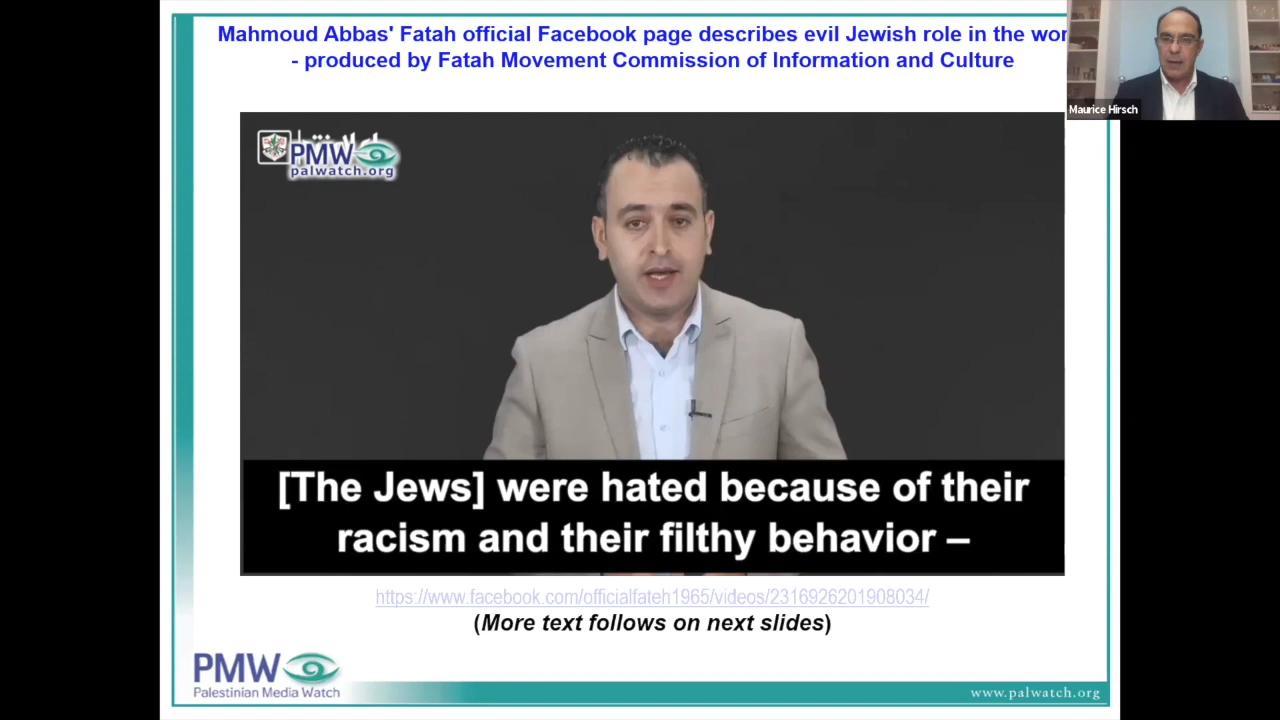 Mahmoud Abbas' Fatah official Facebook page describes evil Jewish role in the wor
- produced by Fatah Movement Commission of Information and Culture
Maurice Hirsch
PMW
palwatch.org
[The Jews] were hated because of their
racism and their filthy behavior –
https://www.facebook.com/officialfateh1965/videos/2316926201908034/
(More text follows on next slides)
PMW
Palestinian Media Watch
www.palwatch.org